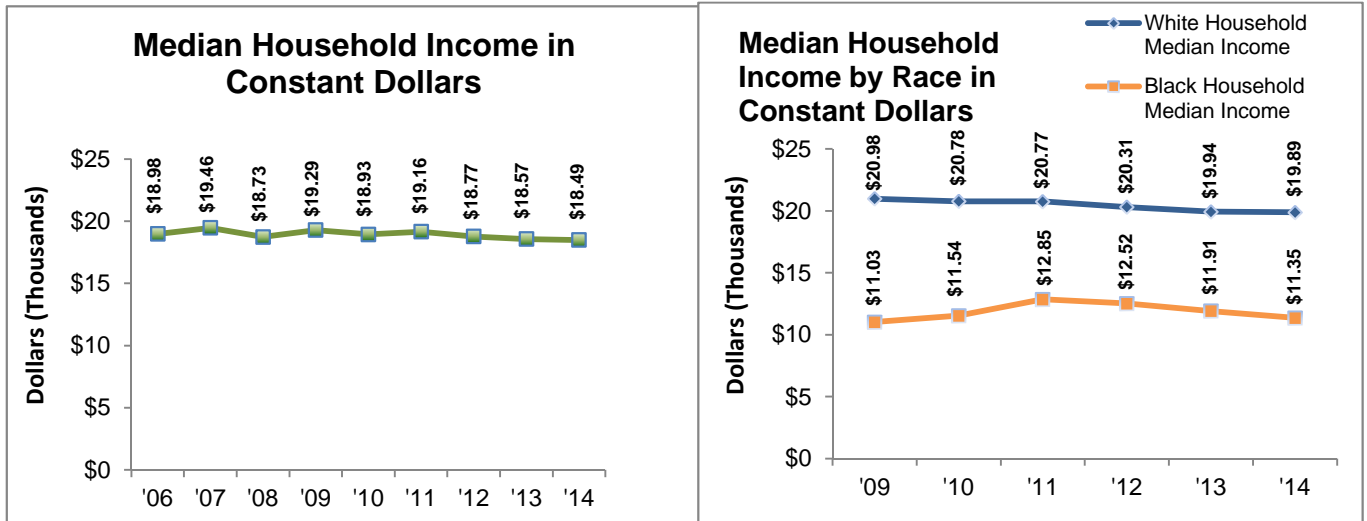 Median Household Income in
Constant Dollars
Dollars (Thousands)
$25
$20
$15
$10
$5
$0
$18.98 $19.46 $18.73 $19.29 $18.93 $19.16 $18.77 $18.57 $18.49
'06 '07 '08 '09 '10 '11 '12 '13 '14
Median Household
Income by Race in
Constant Dollars
White Household
Median Income
Black Household
Median Income
Dollars (Thousands)
$25
$20
$15
$10
$5
$0
$20.98 $20.78 $20.77 $20.31 $19.94 $19.89
$11.03 $11.54 $12.85 $12.52 $11.91 $11.35
'09 '10 '11 '12 '13 '14